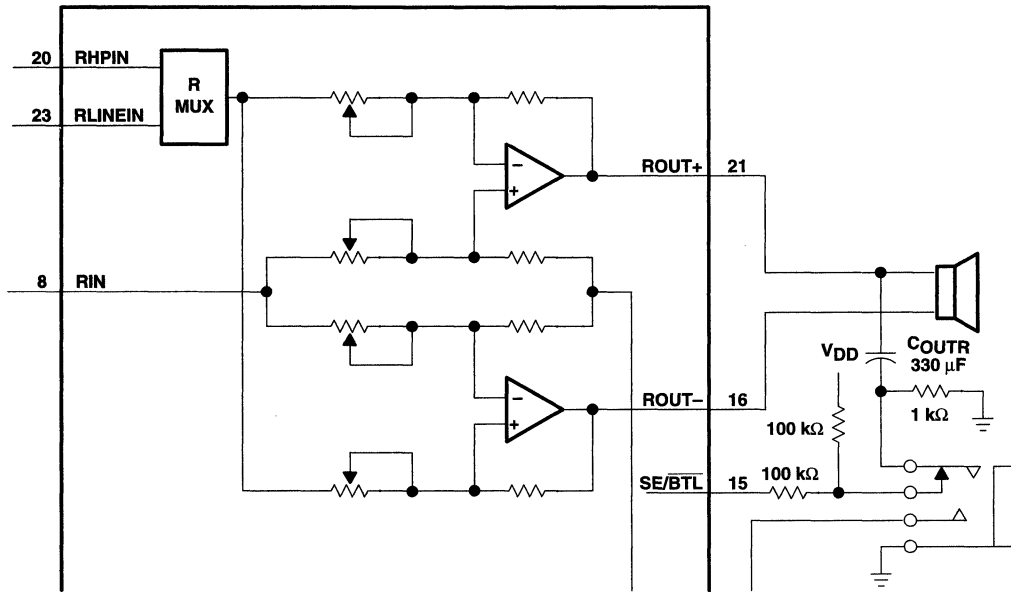 20 RHPIN
R
MUX
23 RLINEIN
−
+
ROUT+ 21
8 RIN
VDD
COUTR
330 μF
−
+
ROUT− 16
1 kΩ
100 kΩ
100 kΩ
SE/B̅T̅L̅ 15